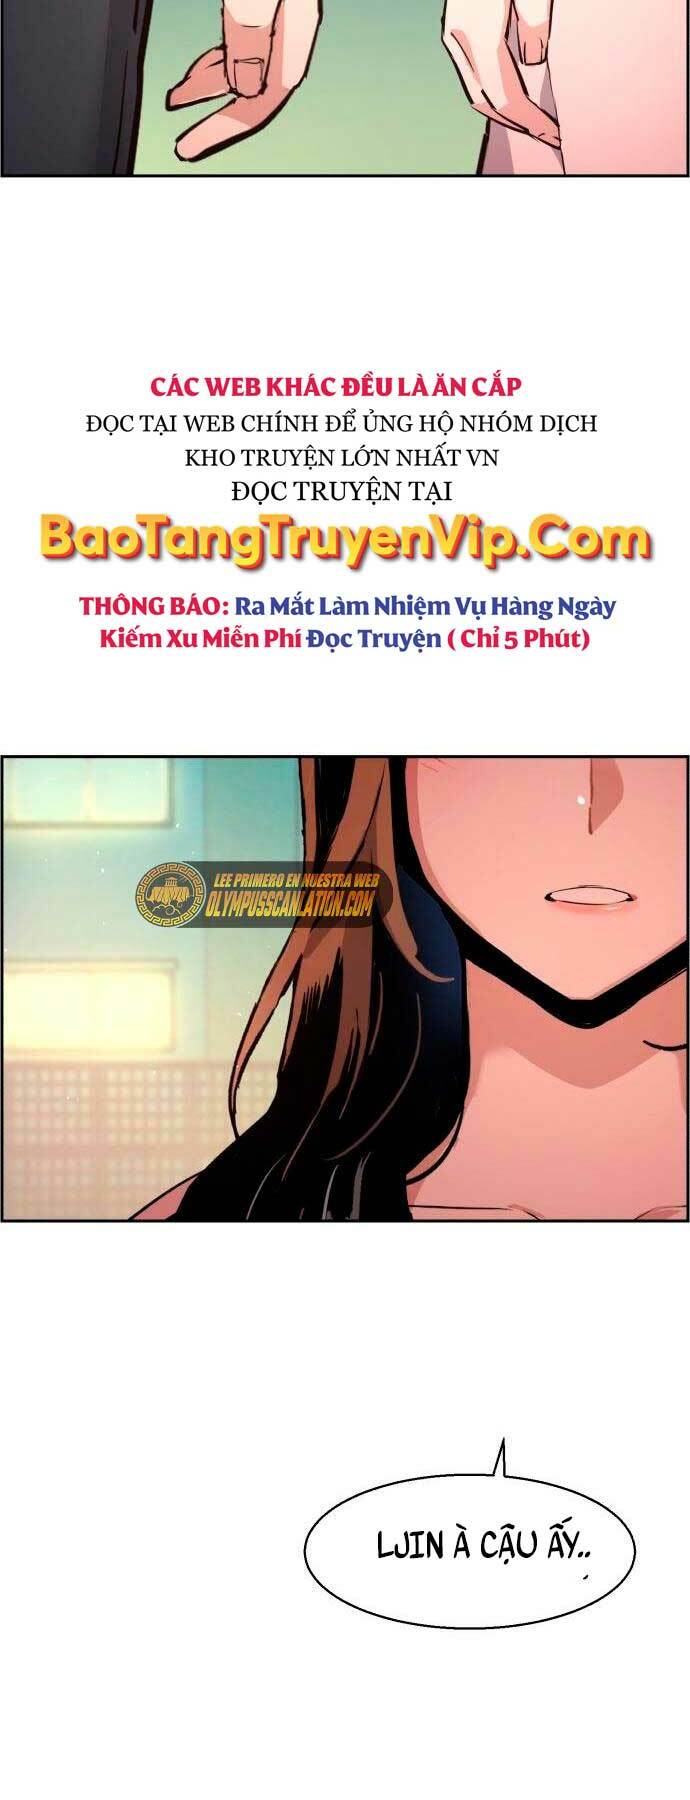 CÁC WEB KHÁC ĐỀU LÀ ĂN CẮP
ĐỌC TẠI WEB CHÍNH ĐỂ ỦNG HỘ NHÓM DỊCH
KHO TRUYỆN LỚN NHẤT VN
ĐỌC TRUYỆN TẠI
BaoTangTruyenVip.Com
THÔNG BÁO: Ra Mắt Làm Nhiệm Vụ Hàng Ngày
Kiếm Xu Miễn Phí Đọc Truyện ( Chỉ 5 Phút)
LEE PRIMERO EN NUESTRA WEB
OLYMPUSSCANLATION.COM
LJIN À CẬU ẤY..